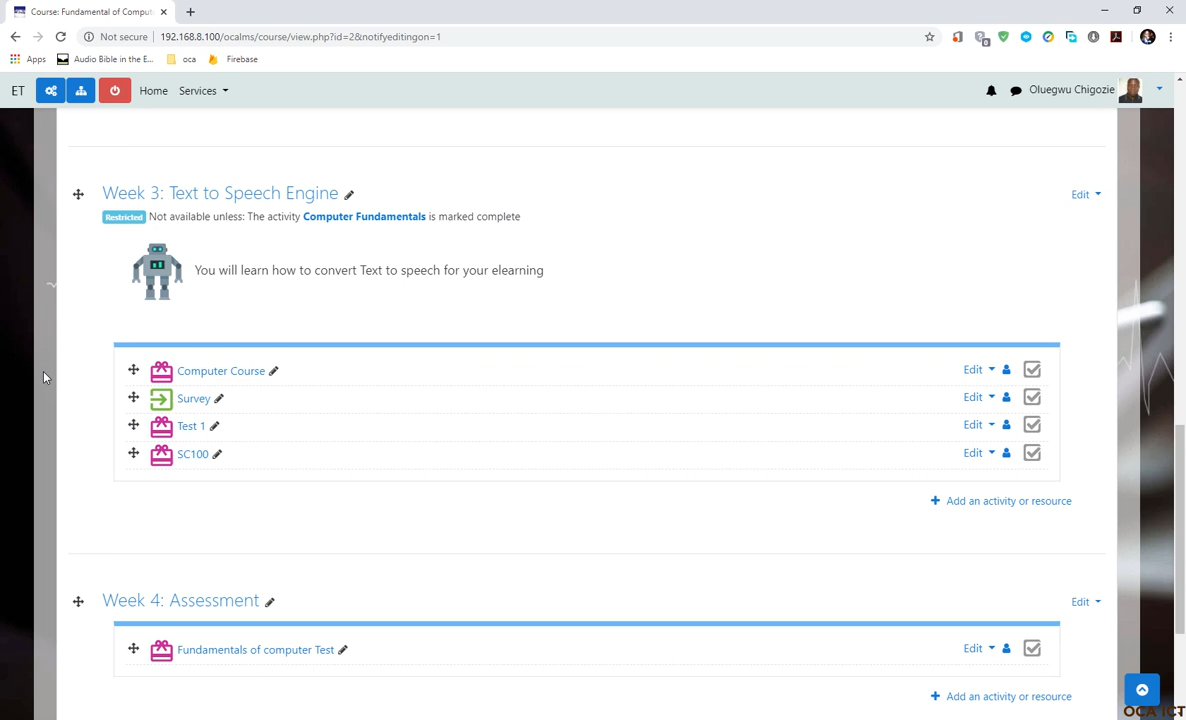 Course: Fundamental of Comput
Not secure 192.168.8.100/ocalms/course/view.php?id=2&notifyeditingon=1
Apps Audio Bible in the E... oca Firebase
ET Home Services Oluegwu Chigozie
Week 3: Text to Speech Engine Edit
Restricted Not available unless: The activity Computer Fundamentals is marked complete
You will learn how to convert Text to speech for your elearning
Computer Course Edit
Survey Edit
Test 1 Edit
SC100 Edit
+ Add an activity or resource
Week 4: Assessment Edit
Fundamentals of computer Test Edit
+ Add an activity or resource
OCA ICT